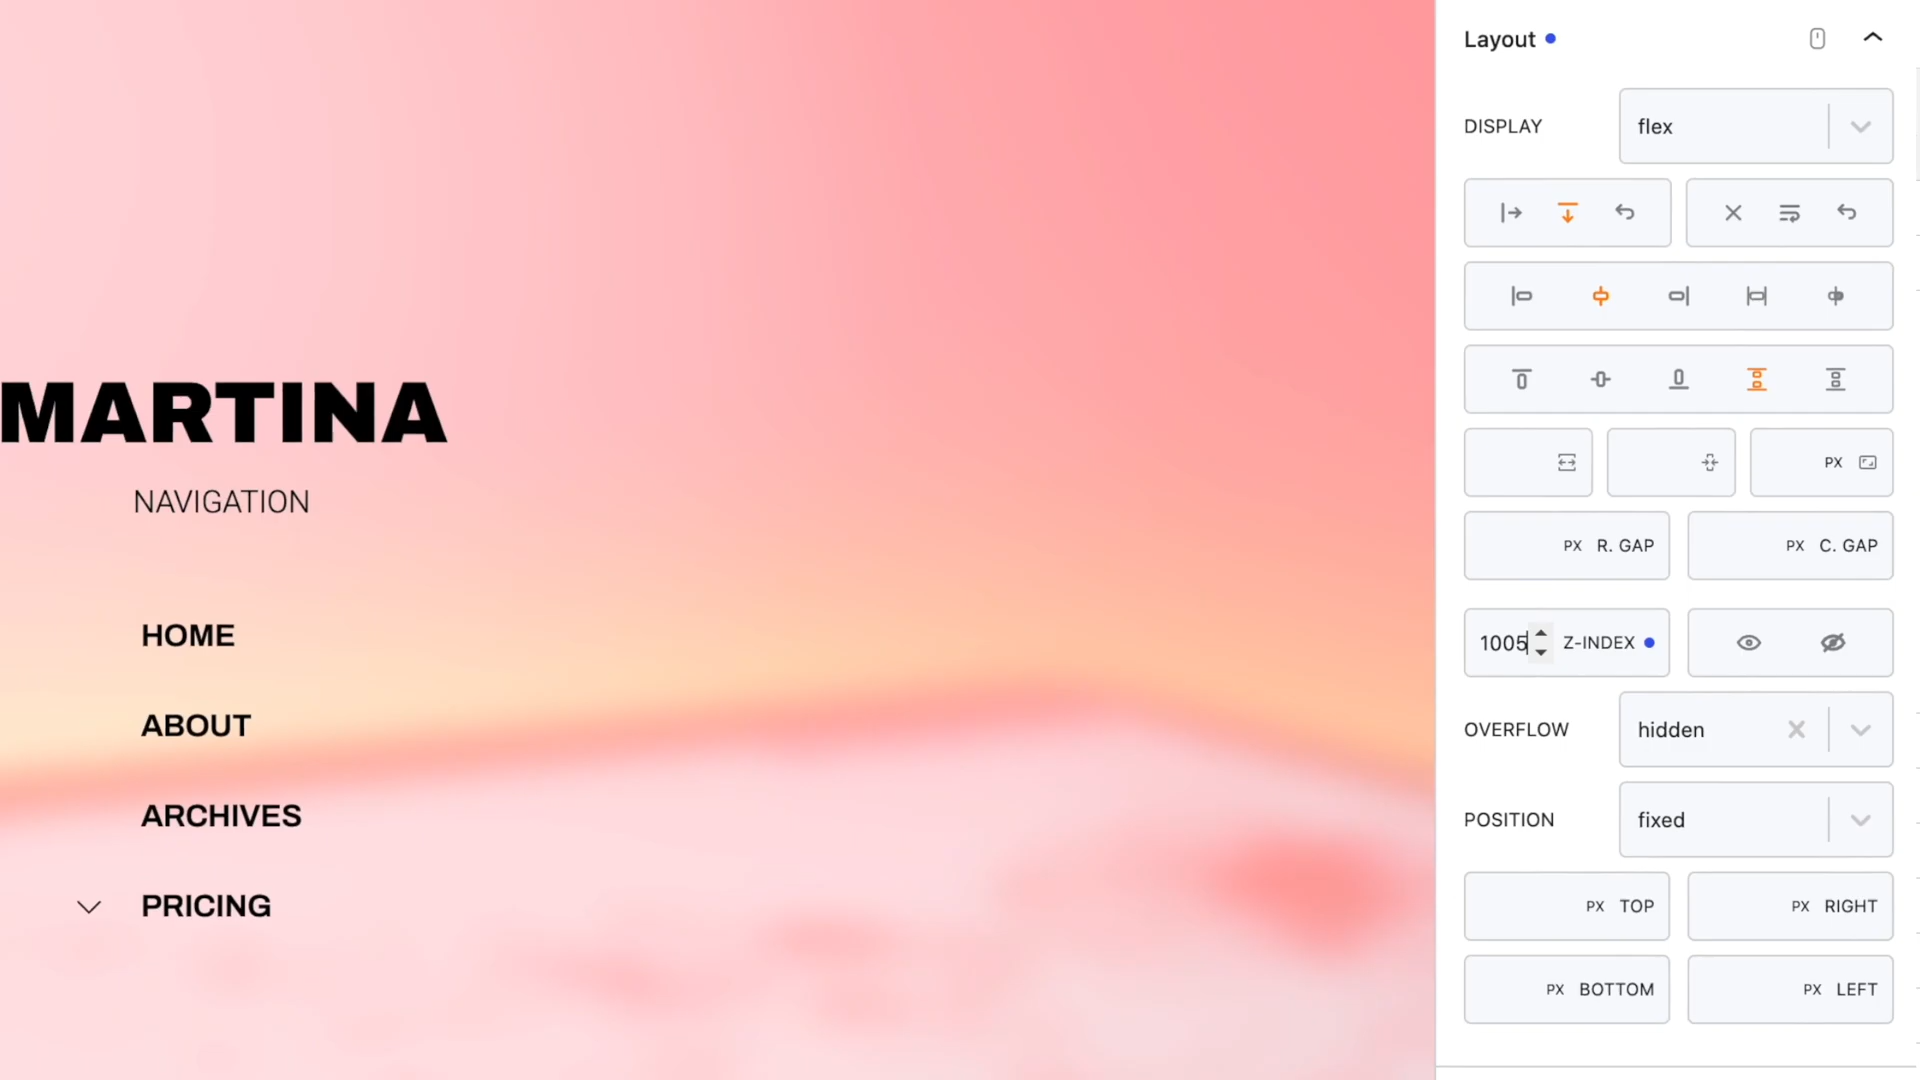 MARTINA
NAVIGATION
HOME
ABOUT
ARCHIVES
PRICING
Layout
DISPLAY flex
PX
PX R. GAP PX C. GAP
1005 Z-INDEX
OVERFLOW hidden
POSITION fixed
PX TOP PX RIGHT
PX BOTTOM PX LEFT